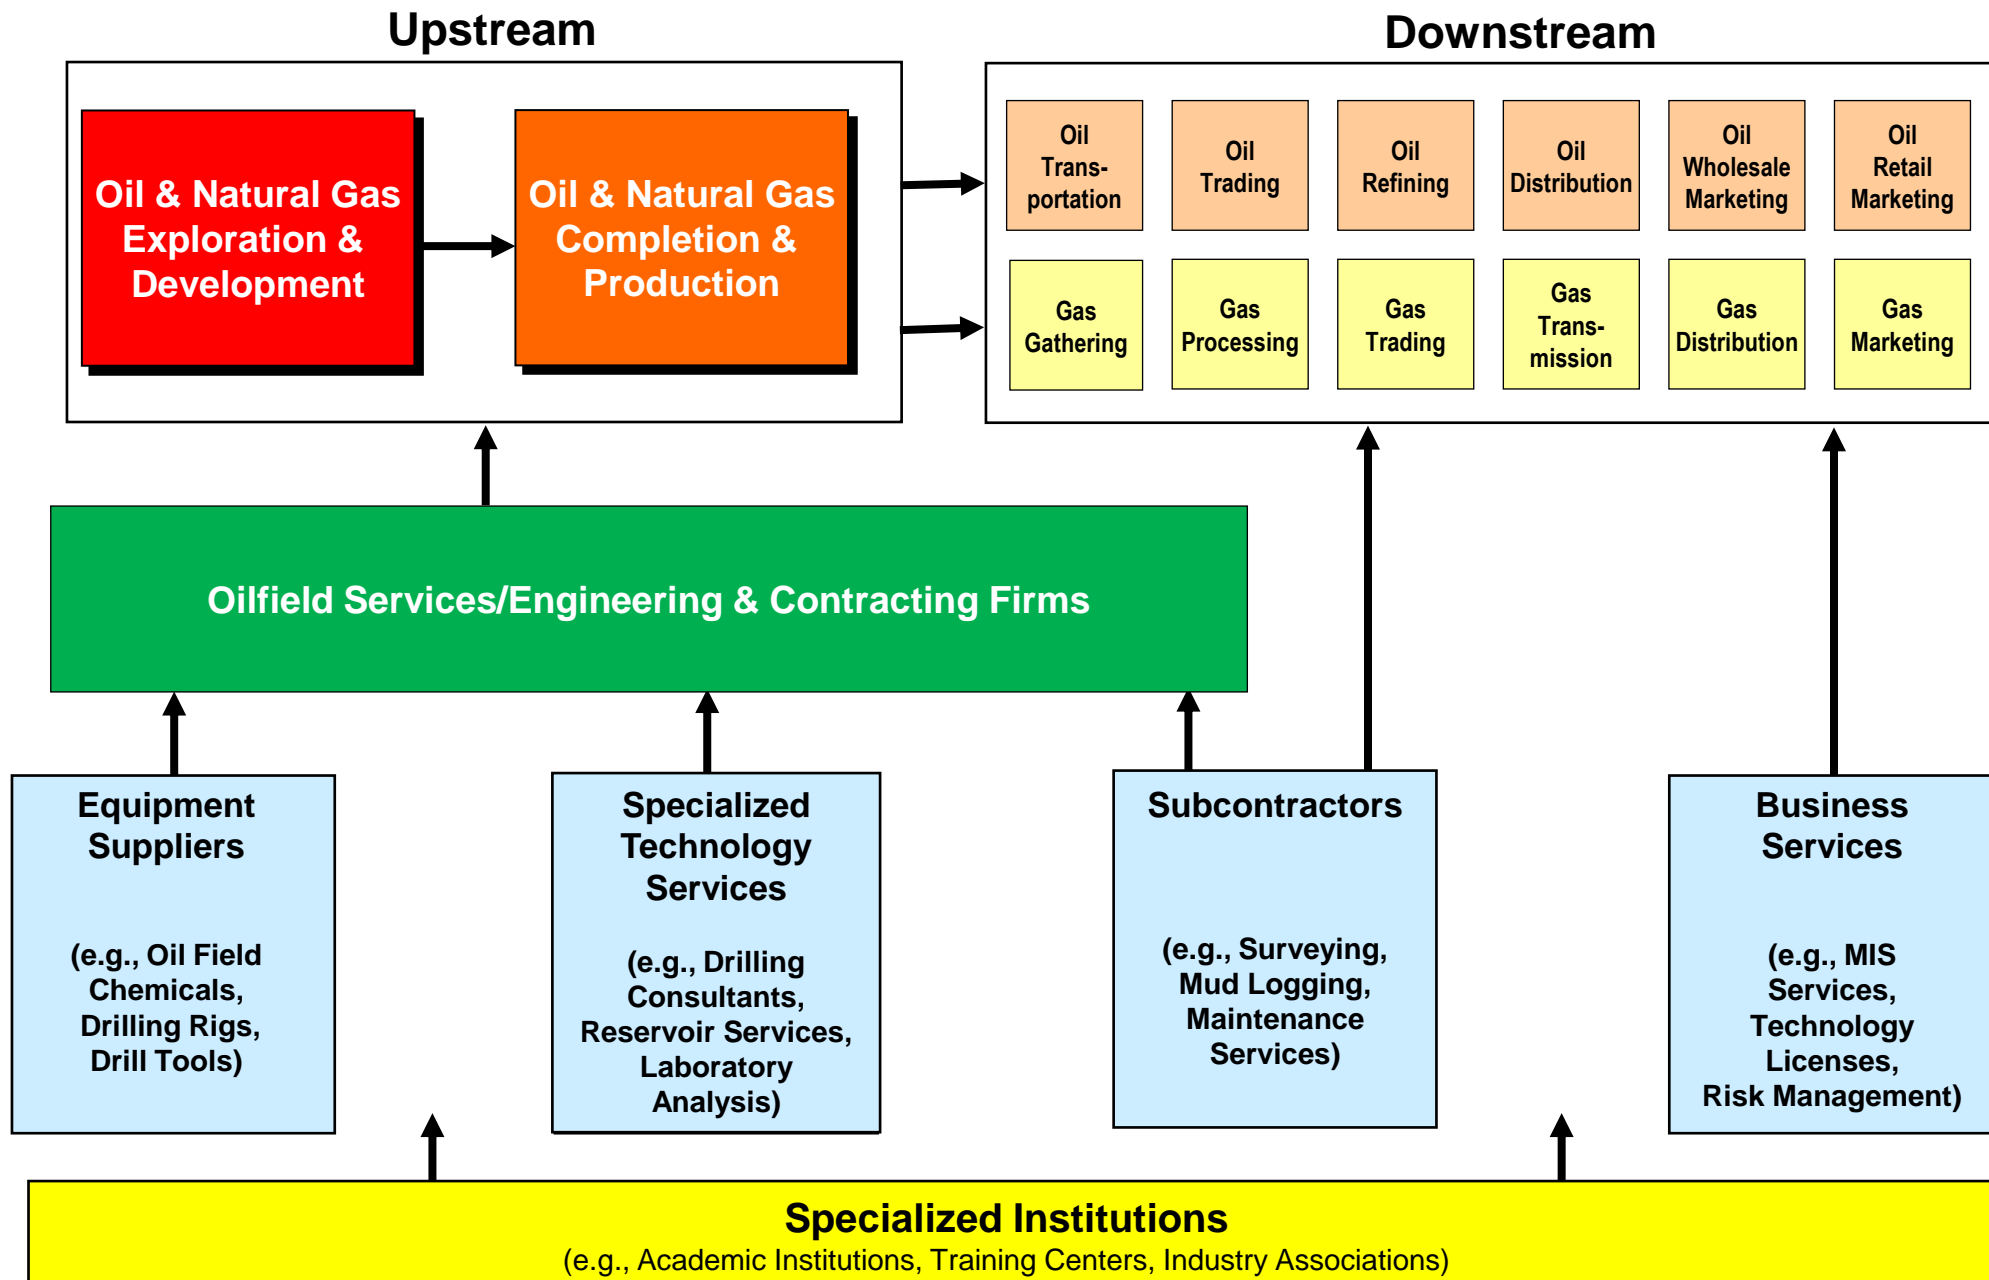 Upstream
Downstream
Oil & Natural Gas
Exploration &
Development
Oil & Natural Gas
Completion &
Production
Oil
Trans-
portation
Oil
Trading
Oil
Refining
Oil
Distribution
Oil
Wholesale
Marketing
Oil
Retail
Marketing
Gas
Gathering
Gas
Processing
Gas
Trading
Gas
Trans-
mission
Gas
Distribution
Gas
Marketing
Oilfield Services/Engineering & Contracting Firms
Equipment
Suppliers
(e.g., Oil Field
Chemicals,
Drilling Rigs,
Drill Tools)
Specialized
Technology
Services
(e.g., Drilling
Consultants,
Reservoir Services,
Laboratory
Analysis)
Subcontractors
(e.g., Surveying,
Mud Logging,
Maintenance
Services)
Business
Services
(e.g., MIS
Services,
Technology
Licenses,
Risk Management)
Specialized Institutions
(e.g., Academic Institutions, Training Centers, Industry Associations)